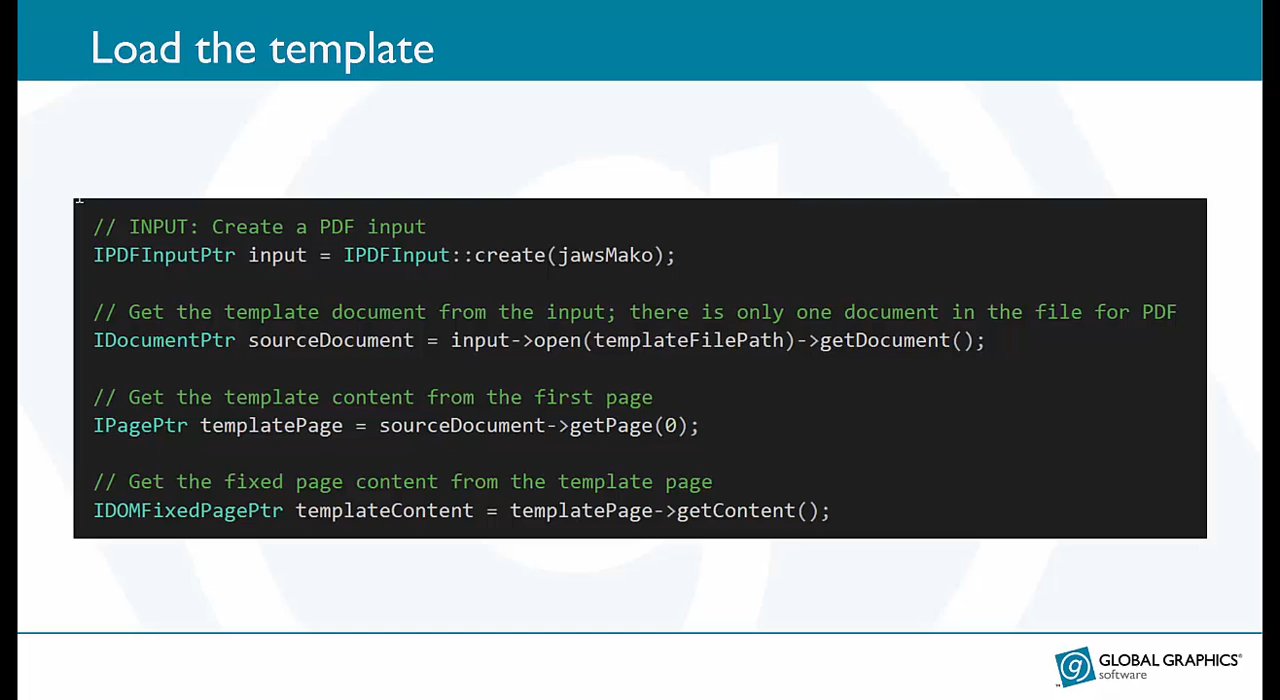 Load the template
// INPUT: Create a PDF input
IPDFInputPtr input = IPDFInput::create(jawsMako);
// Get the template document from the input; there is only one document in the file for PDF
IDocumentPtr sourceDocument = input->open(templateFilePath)->getDocument();
// Get the template content from the first page
IPagePtr templatePage = sourceDocument->getPage(0);
// Get the fixed page content from the template page
IDOMFixedPagePtr templateContent = templatePage->getContent();
GLOBAL GRAPHICS®
software